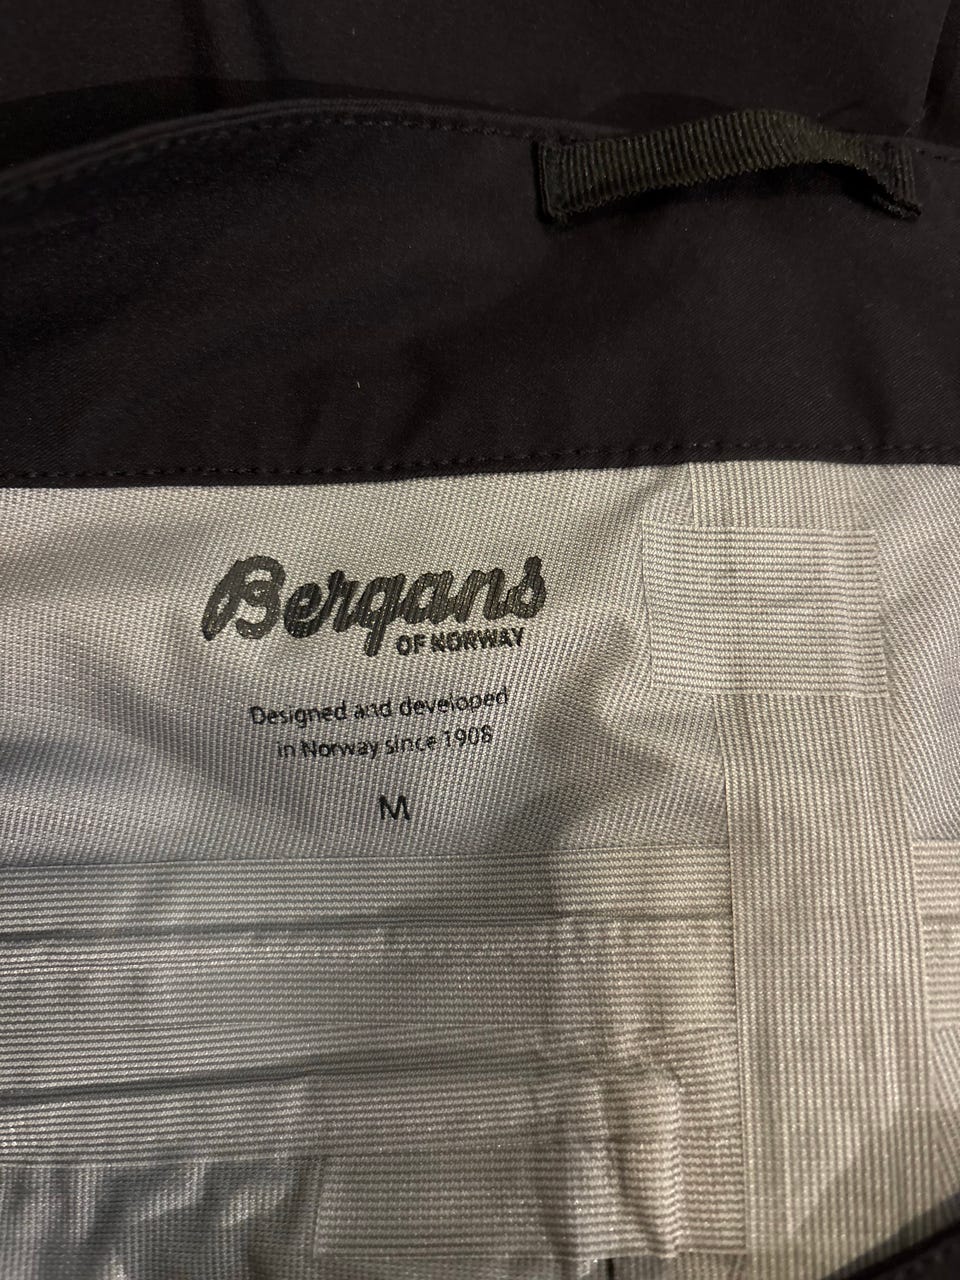 Bergans
OF NORWAY
Designed and developed
in Norway since 1908
M